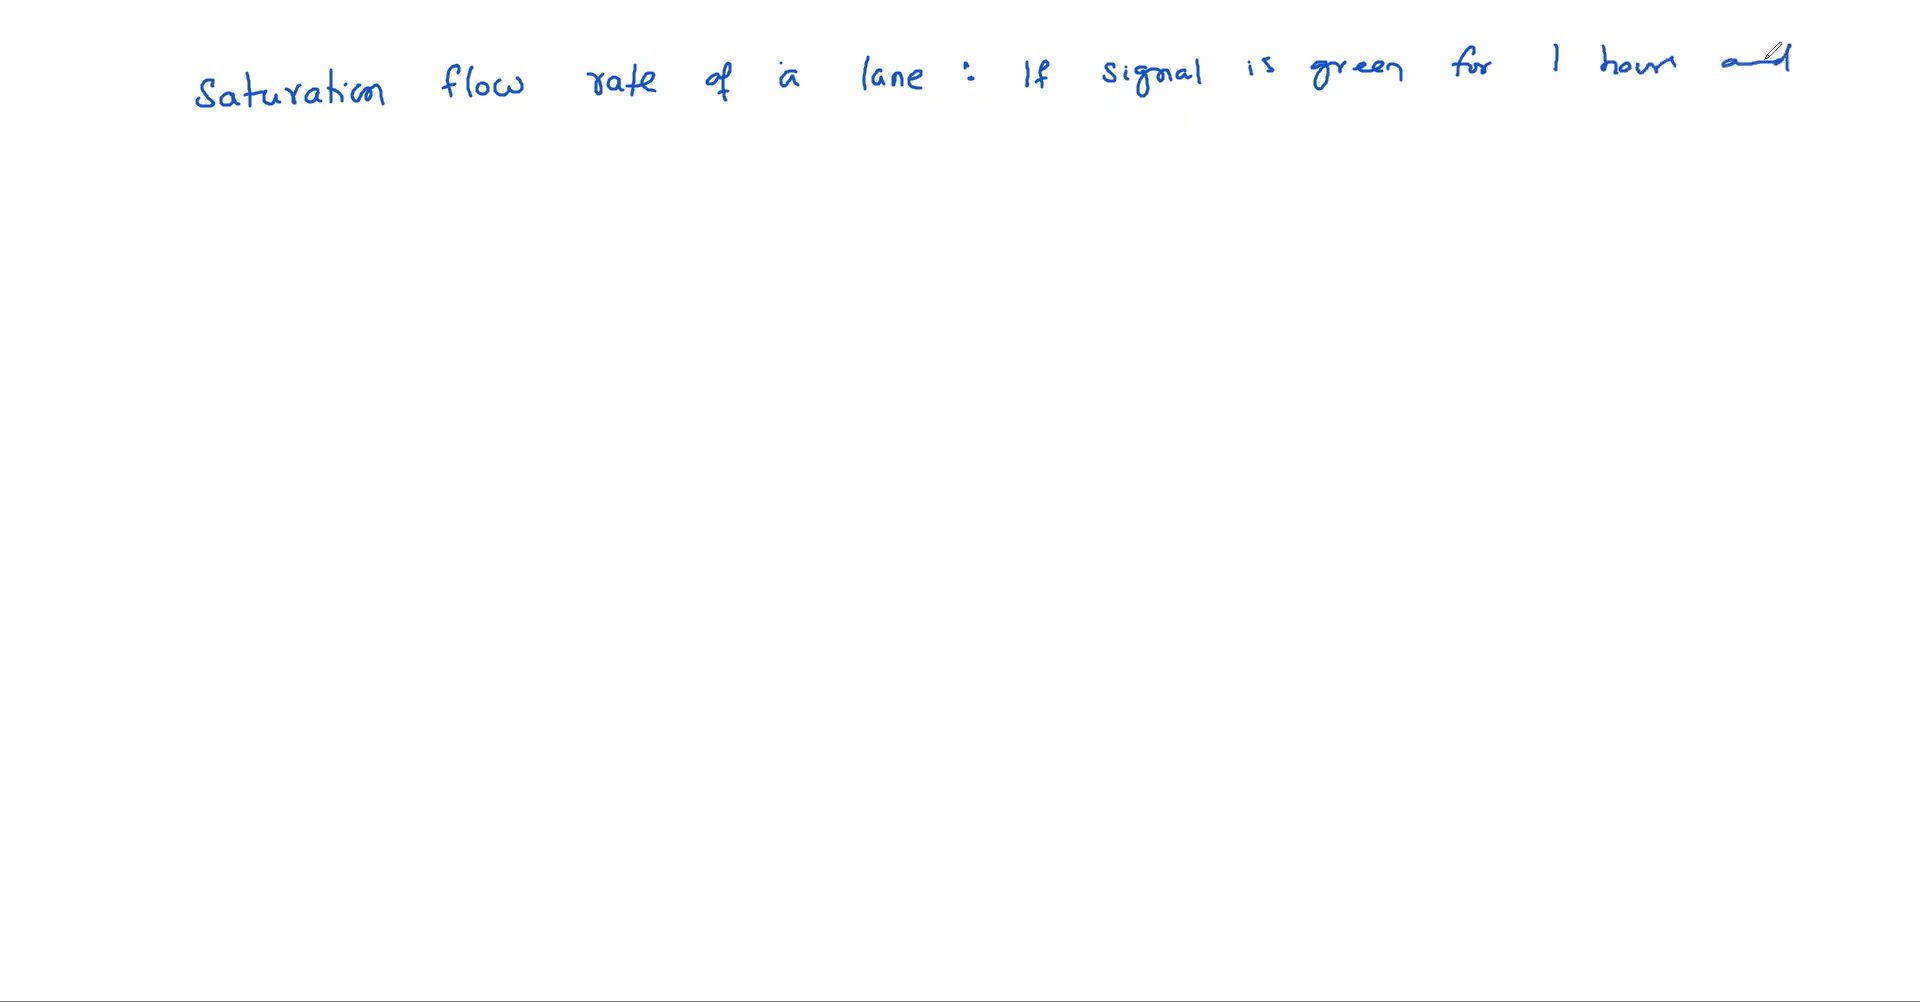 Saturation flow rate of a lane : If signal is green for 1 hour and